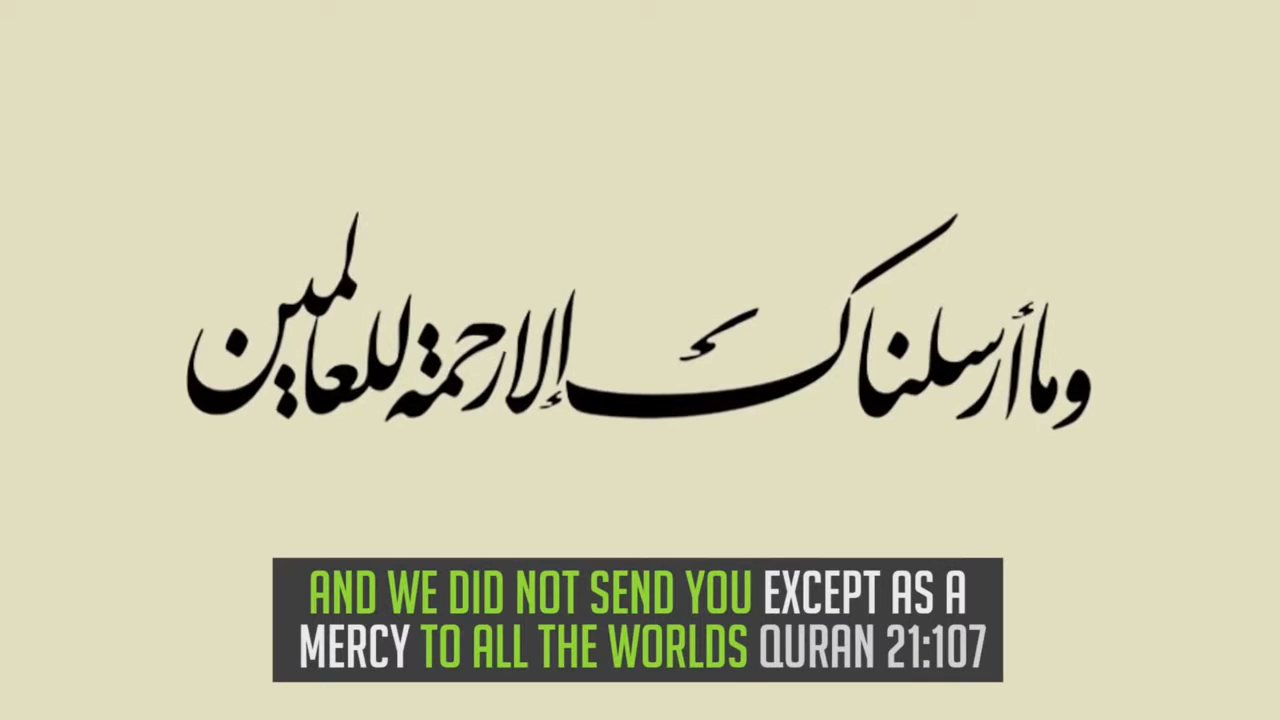 وما أرسلناك إلا رحمة للعالمين
AND WE DID NOT SEND YOU EXCEPT AS A
MERCY TO ALL THE WORLDS QURAN 21:107